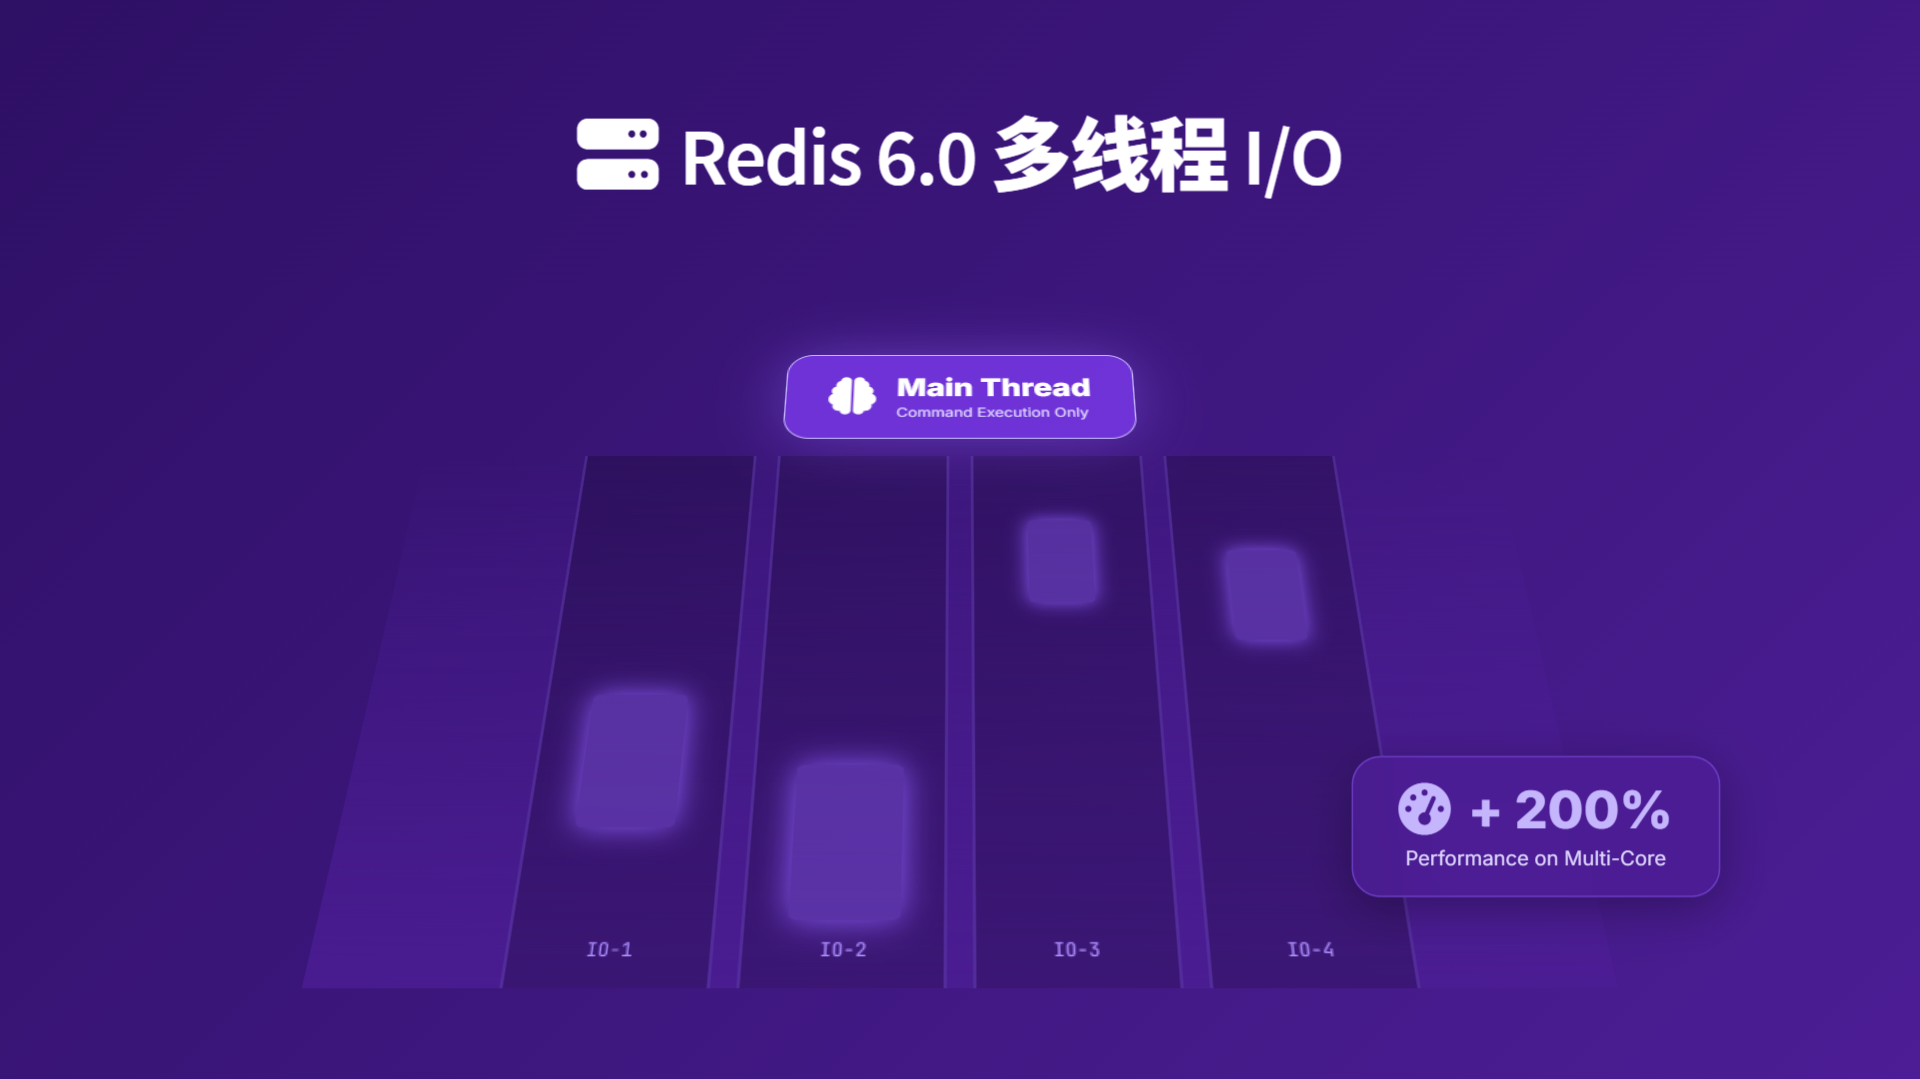 Redis 6.0 多线程 I/O
Main Thread
Command Execution Only
+ 200%
Performance on Multi-Core
IO-1
IO-2
IO-3
IO-4